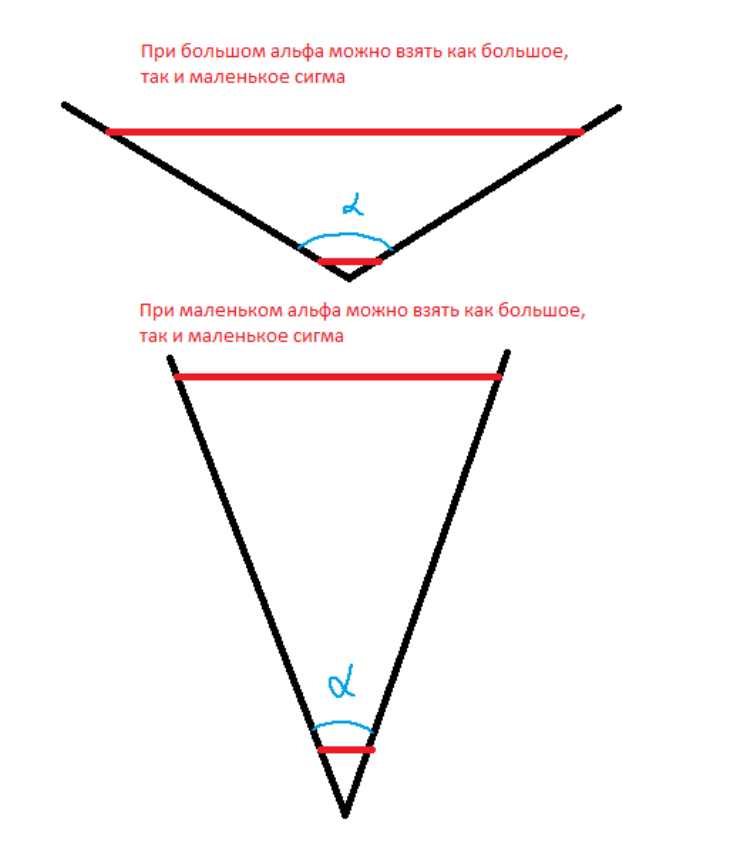 При большом альфа можно взять как большое,
так и маленькое сигма
α
При маленьком альфа можно взять как большое,
так и маленькое сигма
α